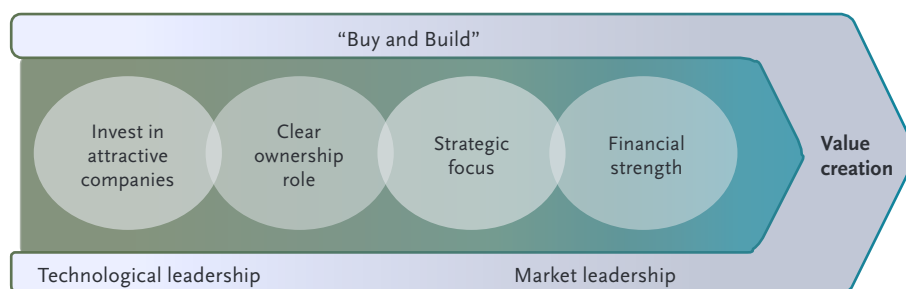 “Buy and Build”
Invest in
attractive
companies
Clear
ownership
role
Strategic
focus
Financial
strength
Value
creation
Technological leadership
Market leadership